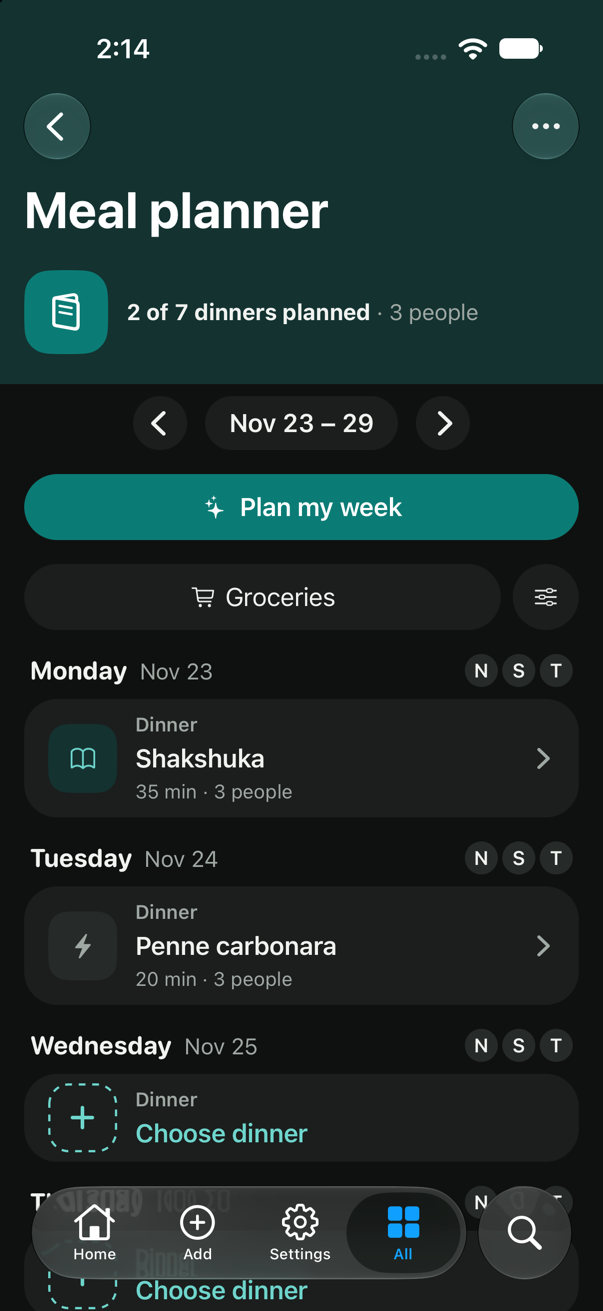 2:14
Meal planner
2 of 7 dinners planned · 3 people
Nov 23 – 29
Plan my week
Groceries
Monday Nov 23 N S T
Dinner
Shakshuka
35 min · 3 people
Tuesday Nov 24 N S T
Dinner
Penne carbonara
20 min · 3 people
Wednesday Nov 25 N S T
Dinner
Choose dinner
Home Add Settings All
Choose dinner